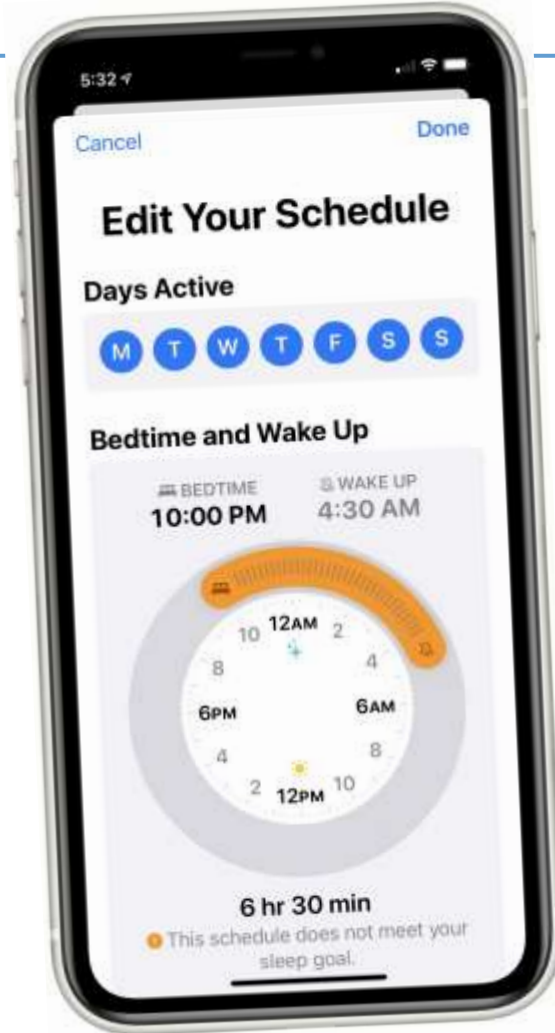 5:32
Cancel Done
Edit Your Schedule
Days Active
M T W T F S S
Bedtime and Wake Up
BEDTIME WAKE UP
10:00 PM 4:30 AM
12AM
10 2
8 4
6PM 6AM
4 8
2 10
12PM
6 hr 30 min
This schedule does not meet your
sleep goal.